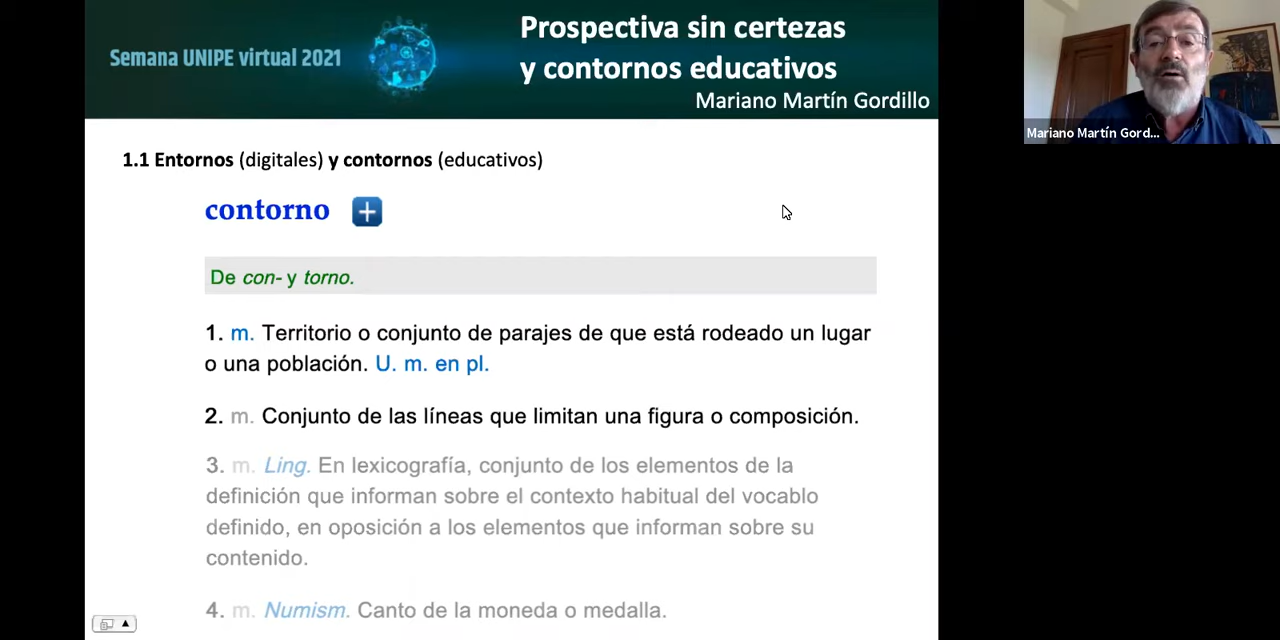 Semana UNIPE virtual 2021
Prospectiva sin certezas
y contornos educativos
Mariano Martín Gordillo
Mariano Martín Gord...
1.1 Entornos (digitales) y contornos (educativos)
contorno +
De con- y torno.
1. m. Territorio o conjunto de parajes de que está rodeado un lugar
o una población. U. m. en pl.
2. m. Conjunto de las líneas que limitan una figura o composición.
3. m. Ling. En lexicografía, conjunto de los elementos de la
definición que informan sobre el contexto habitual del vocablo
definido, en oposición a los elementos que informan sobre su
contenido.
4. m. Numism. Canto de la moneda o medalla.